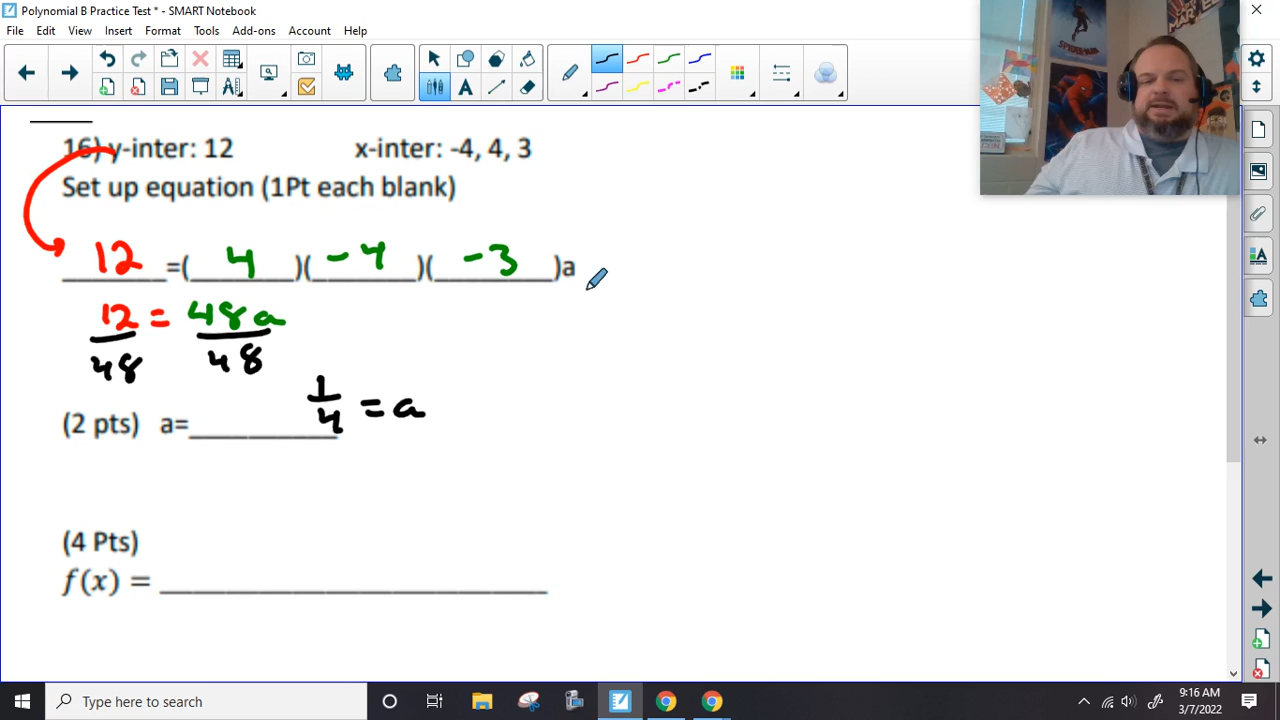 Polynomial B Practice Test * - SMART Notebook
File Edit View Insert Format Tools Add-ons Account Help
16) y-inter: 12 x-inter: -4, 4, 3
Set up equation (1Pt each blank)
12 =( 4 )( -4 )( -3 )a
12 = 48a
48 48
1/4 = a
(2 pts) a=__________
(4 Pts)
f(x) = __________________________
Type here to search
9:16 AM
3/7/2022